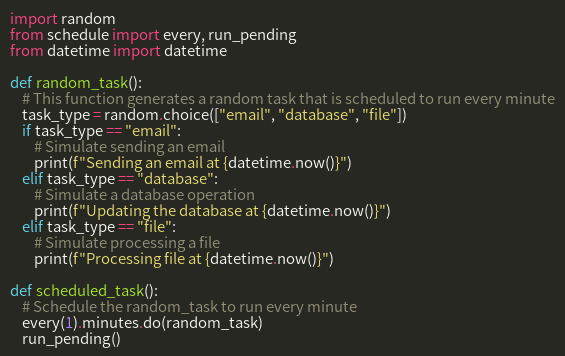 import random
from schedule import every, run_pending
from datetime import datetime

def random_task():
    # This function generates a random task that is scheduled to run every minute
    task_type = random.choice(["email", "database", "file"])
    if task_type == "email":
        # Simulate sending an email
        print(f"Sending an email at {datetime.now()}")
    elif task_type == "database":
        # Simulate a database operation
        print(f"Updating the database at {datetime.now()}")
    elif task_type == "file":
        # Simulate processing a file
        print(f"Processing file at {datetime.now()}")

def scheduled_task():
    # Schedule the random_task to run every minute
    every(1).minutes.do(random_task)
    run_pending()